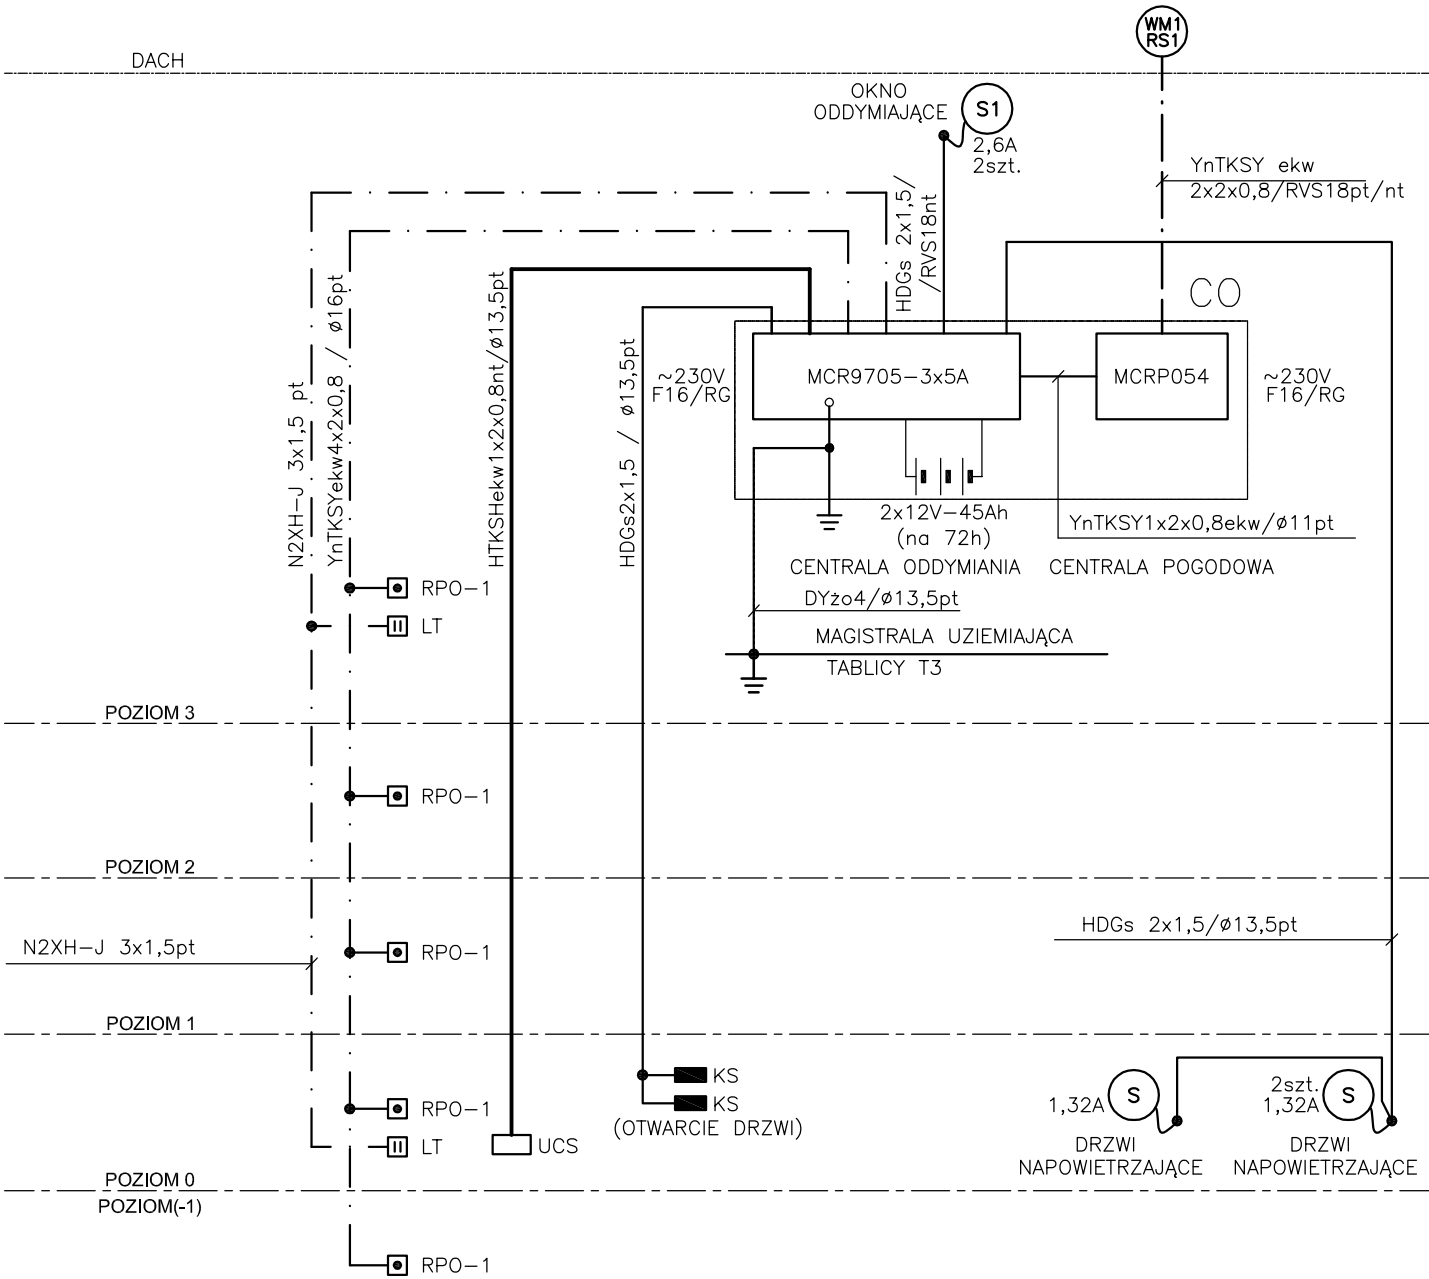 WM1
RS1
DACH
OKNO
ODDYMIAJĄCE
S1
2,6A
2szt.
YnTKSY ekw
2x2x0,8/RVS18pt/nt
HDGs 2x1,5/
/RVS18nt
CO
N2XH-J 3x1,5 pt
YnTKSYekw4x2x0,8 / ø16pt
HTKSHekw1x2x0,8nt/ø13,5pt
HDGs2x1,5 / ø13,5pt
~230V
F16/RG
MCR9705-3x5A
MCRP054
~230V
F16/RG
2x12V-45Ah
(na 72h)
YnTKSY1x2x0,8ekw/ø11pt
CENTRALA ODDYMIANIA
CENTRALA POGODOWA
RPO-1
DYżo4/ø13,5pt
LT
MAGISTRALA UZIEMIAJĄCA
TABLICY T3
POZIOM 3
RPO-1
POZIOM 2
HDGs 2x1,5/ø13,5pt
N2XH-J 3x1,5pt
RPO-1
POZIOM 1
KS
KS
(OTWARCIE DRZWI)
RPO-1
LT
UCS
1,32A
S
DRZWI
NAPOWIETRZAJĄCE
2szt.
1,32A
S
DRZWI
NAPOWIETRZAJĄCE
POZIOM 0
POZIOM(-1)
RPO-1